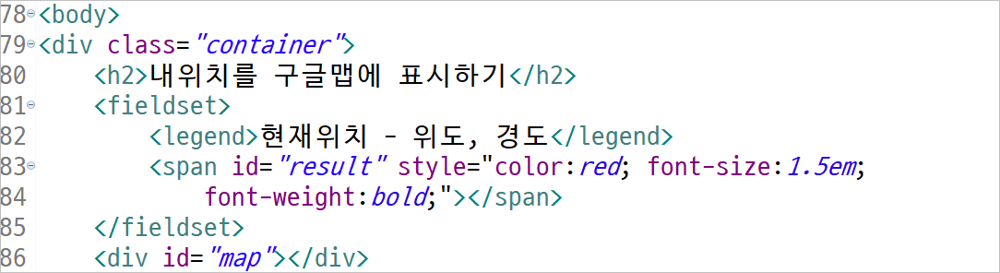 78 <body>
79 <div class="container">
80     <h2>내위치를 구글맵에 표시하기</h2>
81     <fieldset>
82         <legend>현재위치 - 위도, 경도</legend>
83         <span id="result" style="color:red; font-size:1.5em;
84             font-weight:bold;"></span>
85     </fieldset>
86     <div id="map"></div>